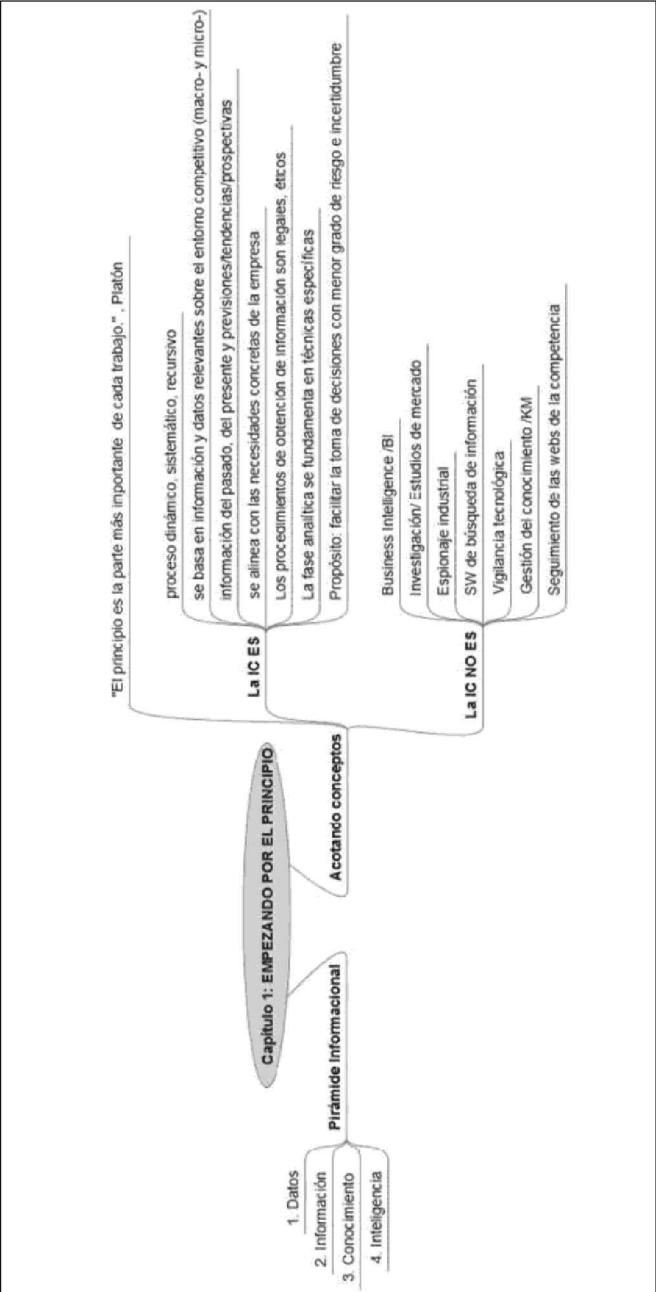 Capítulo 1: EMPEZANDO POR EL PRINCIPIO
Pirámide Informacional
1. Datos
2. Información
3. Conocimiento
4. Inteligencia
Acotando conceptos
"El principio es la parte más inportante de cada trabajo." , Platón
La IC ES
proceso dinámico, sistemático, recursivo
se basa en información y datos relevantes sobre el entorno competitivo (macro- y micro-)
información del pasado, del presente y previsiones/tendencias/prospectivas
se alinea con las necesidades concretas de la empresa
Los procedimientos de obtención de información son legales, éticos
La fase analítica se fundamenta en técnicas específicas
Propósito: facilitar la toma de decisiones con menor grado de riesgo e incertidumbre
La IC NO ES
Business Intelligence /BI
Investigación/ Estudios de mercado
Espionaje industrial
SW de búsqueda de información
Vigilancia tecnológica
Gestión del conocimiento /KM
Seguimiento de las webs de la competencia